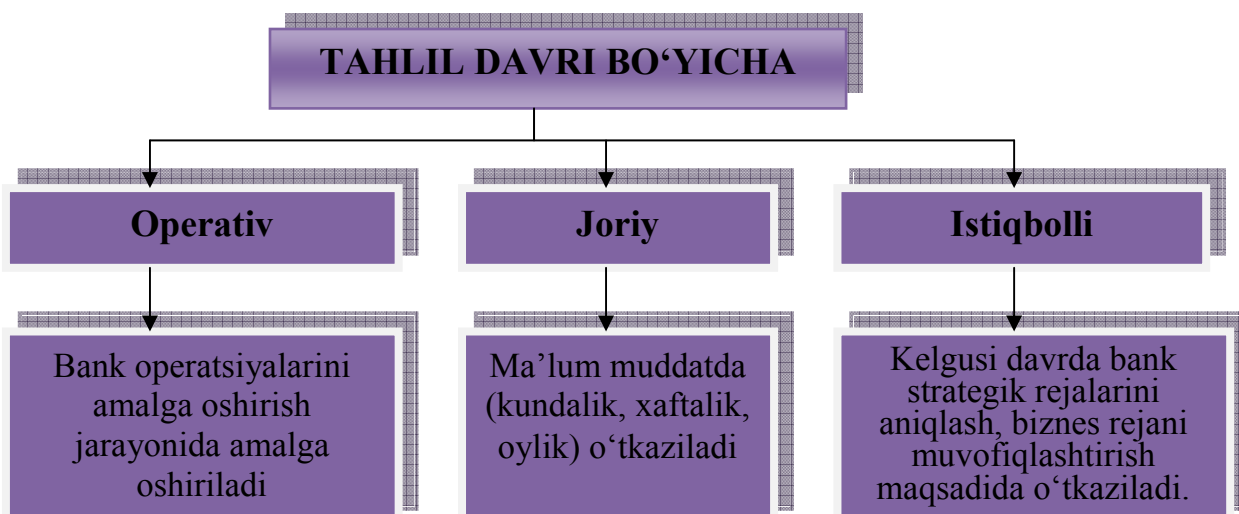 TAHLIL DAVRI BO‘YICHA
Operativ
Joriy
Istiqbolli
Bank operatsiyalarini
amalga oshirish
jarayonida amalga
oshiriladi
Ma’lum muddatda
(kundalik, xaftalik,
oylik) o‘tkaziladi
Kelgusi davrda bank
strategik rejalarini
aniqlash, biznes rejani
muvofiqlashtirish
maqsadida o‘tkaziladi.